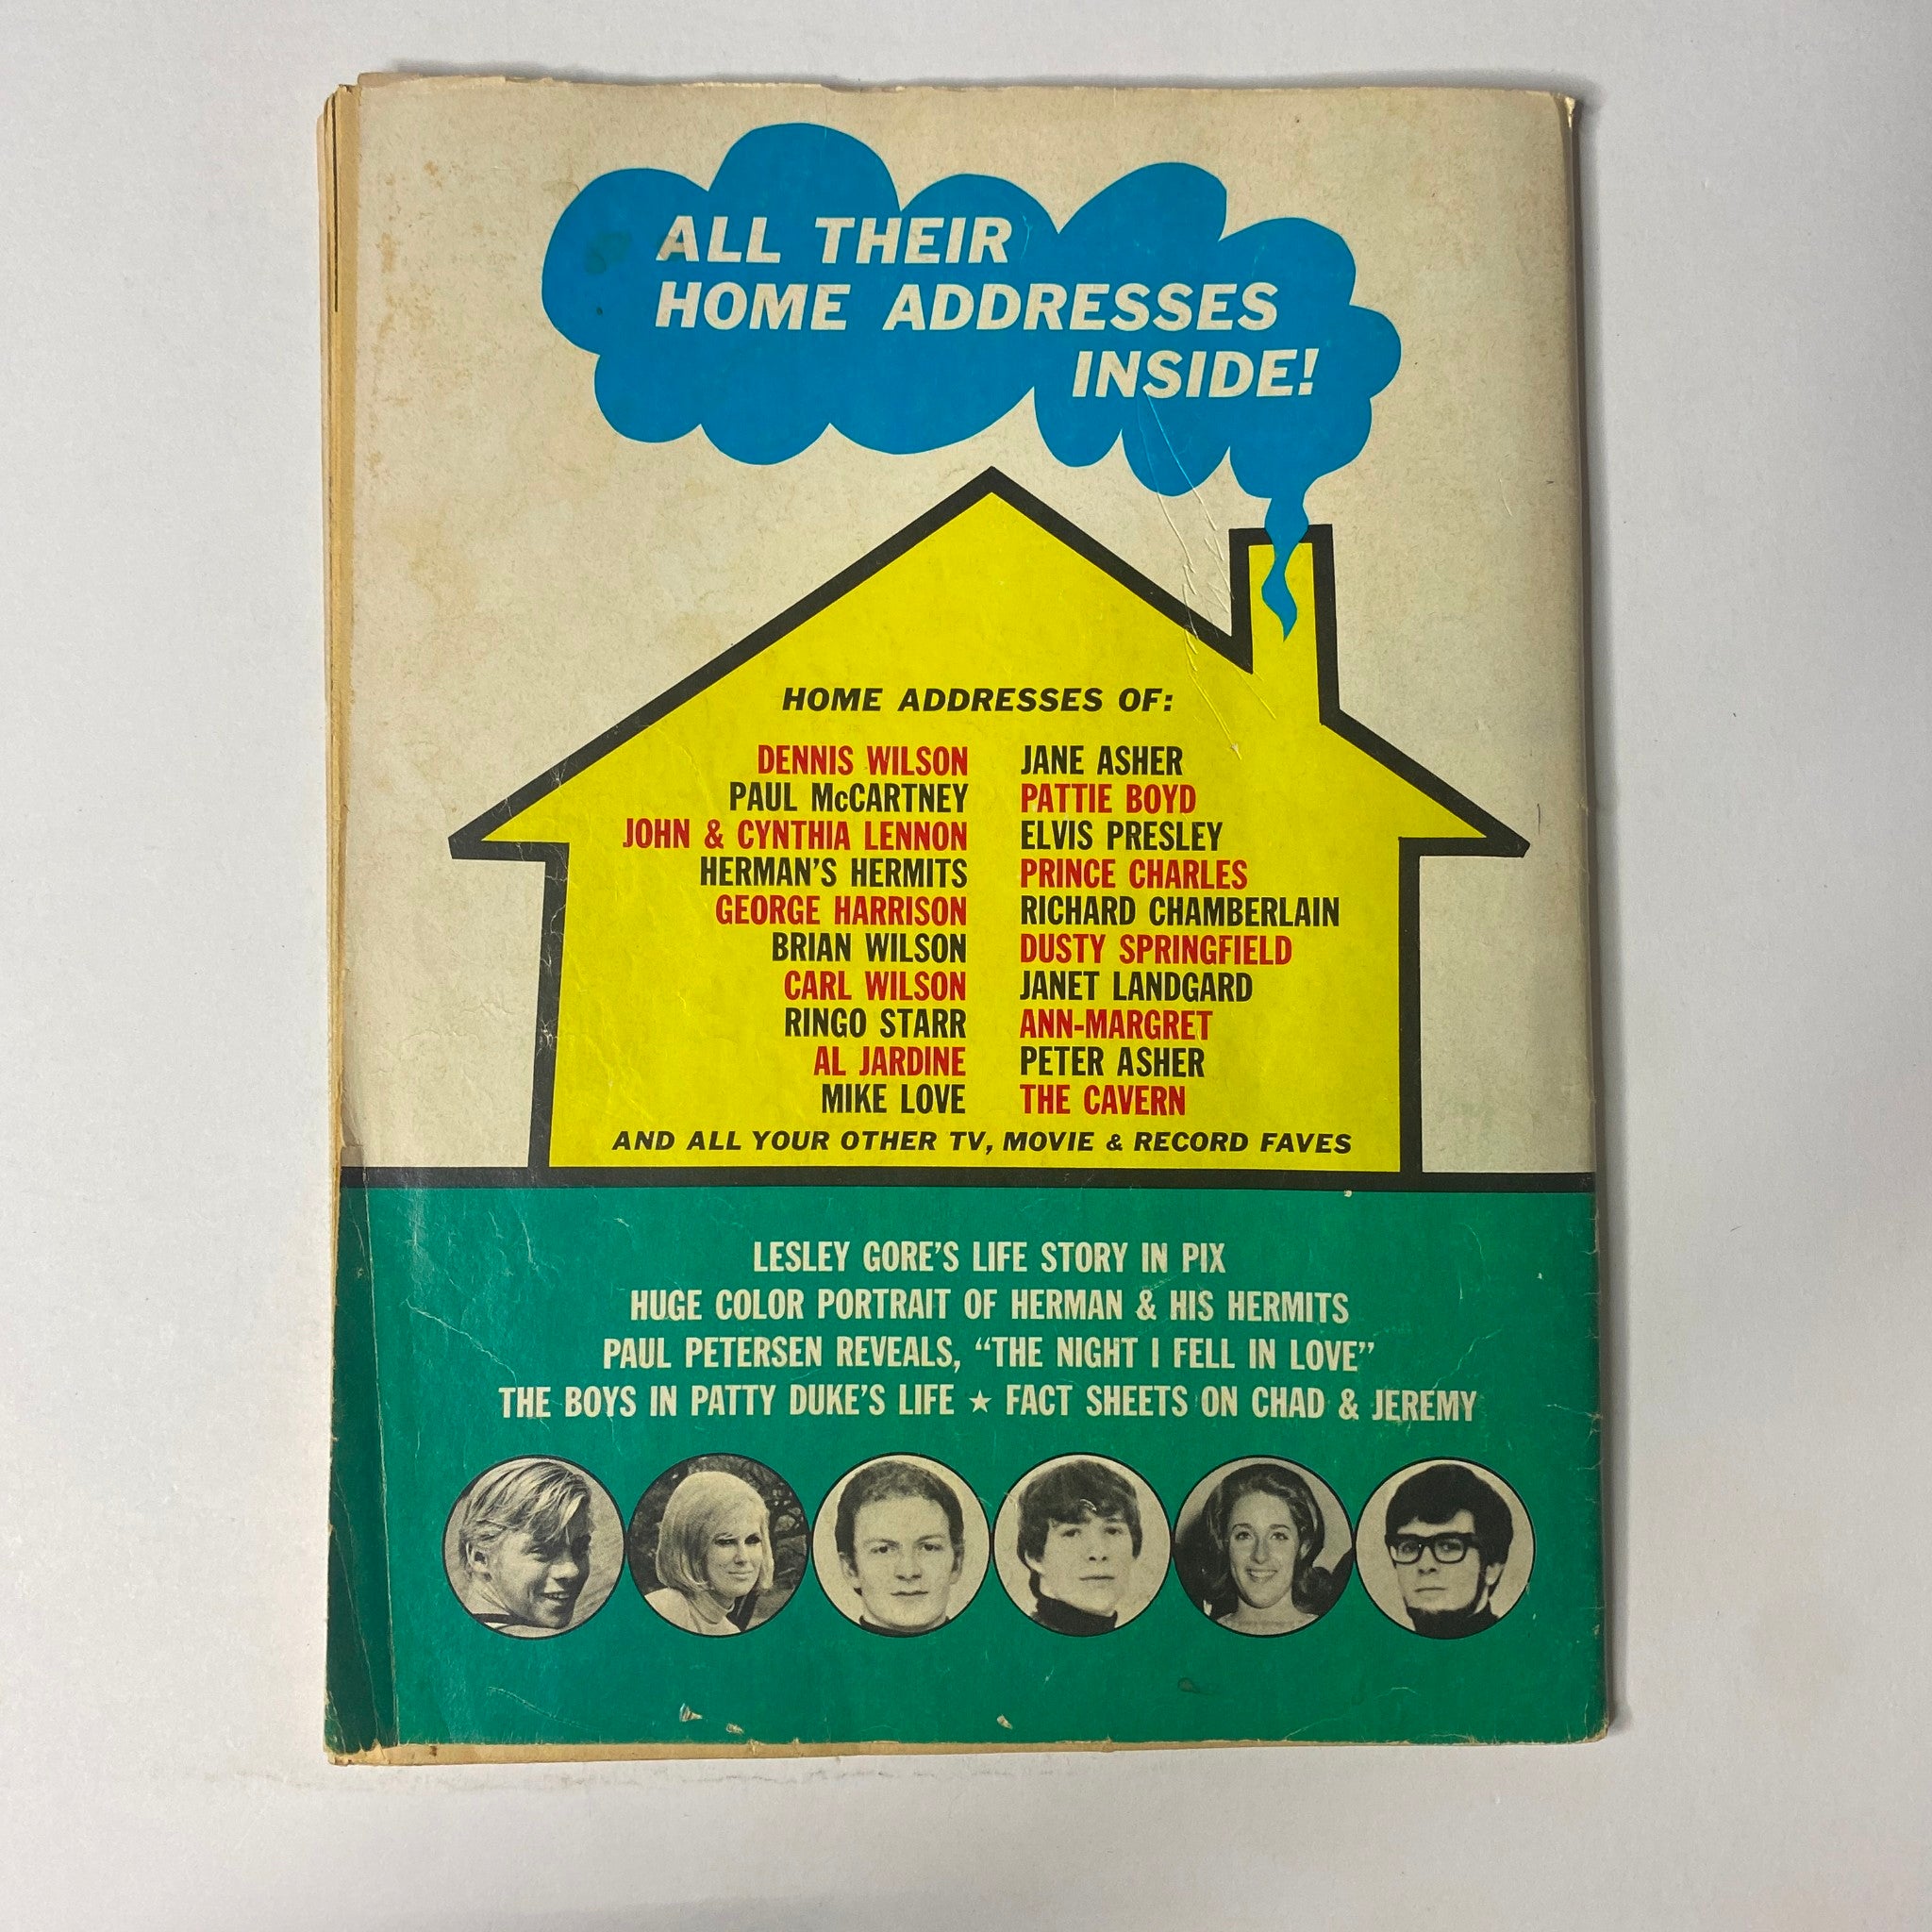 ALL THEIR
HOME ADDRESSES
INSIDE!
HOME ADDRESSES OF:
DENNIS WILSON JANE ASHER
PAUL McCARTNEY PATTIE BOYD
JOHN & CYNTHIA LENNON ELVIS PRESLEY
HERMAN'S HERMITS PRINCE CHARLES
GEORGE HARRISON RICHARD CHAMBERLAIN
BRIAN WILSON DUSTY SPRINGFIELD
CARL WILSON JANET LANDGARD
RINGO STARR ANN-MARGRET
AL JARDINE PETER ASHER
MIKE LOVE THE CAVERN
AND ALL YOUR OTHER TV, MOVIE & RECORD FAVES
LESLEY GORE'S LIFE STORY IN PIX
HUGE COLOR PORTRAIT OF HERMAN & HIS HERMITS
PAUL PETERSEN REVEALS, “THE NIGHT I FELL IN LOVE”
THE BOYS IN PATTY DUKE'S LIFE ★ FACT SHEETS ON CHAD & JEREMY